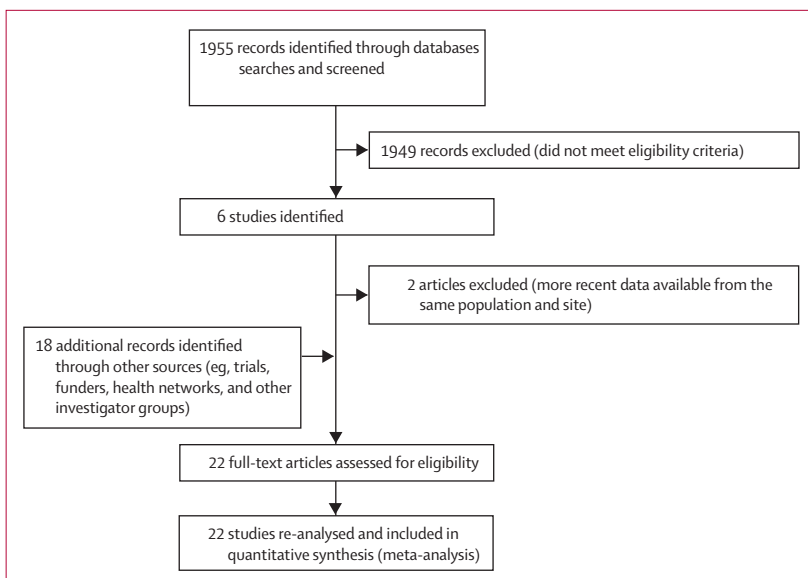 1955 records identified through databases
searches and screened
1949 records excluded (did not meet eligibility criteria)
6 studies identified
2 articles excluded (more recent data available from the
same population and site)
18 additional records identified
through other sources (eg, trials,
funders, health networks, and other
investigator groups)
22 full-text articles assessed for eligibility
22 studies re-analysed and included in
quantitative synthesis (meta-analysis)